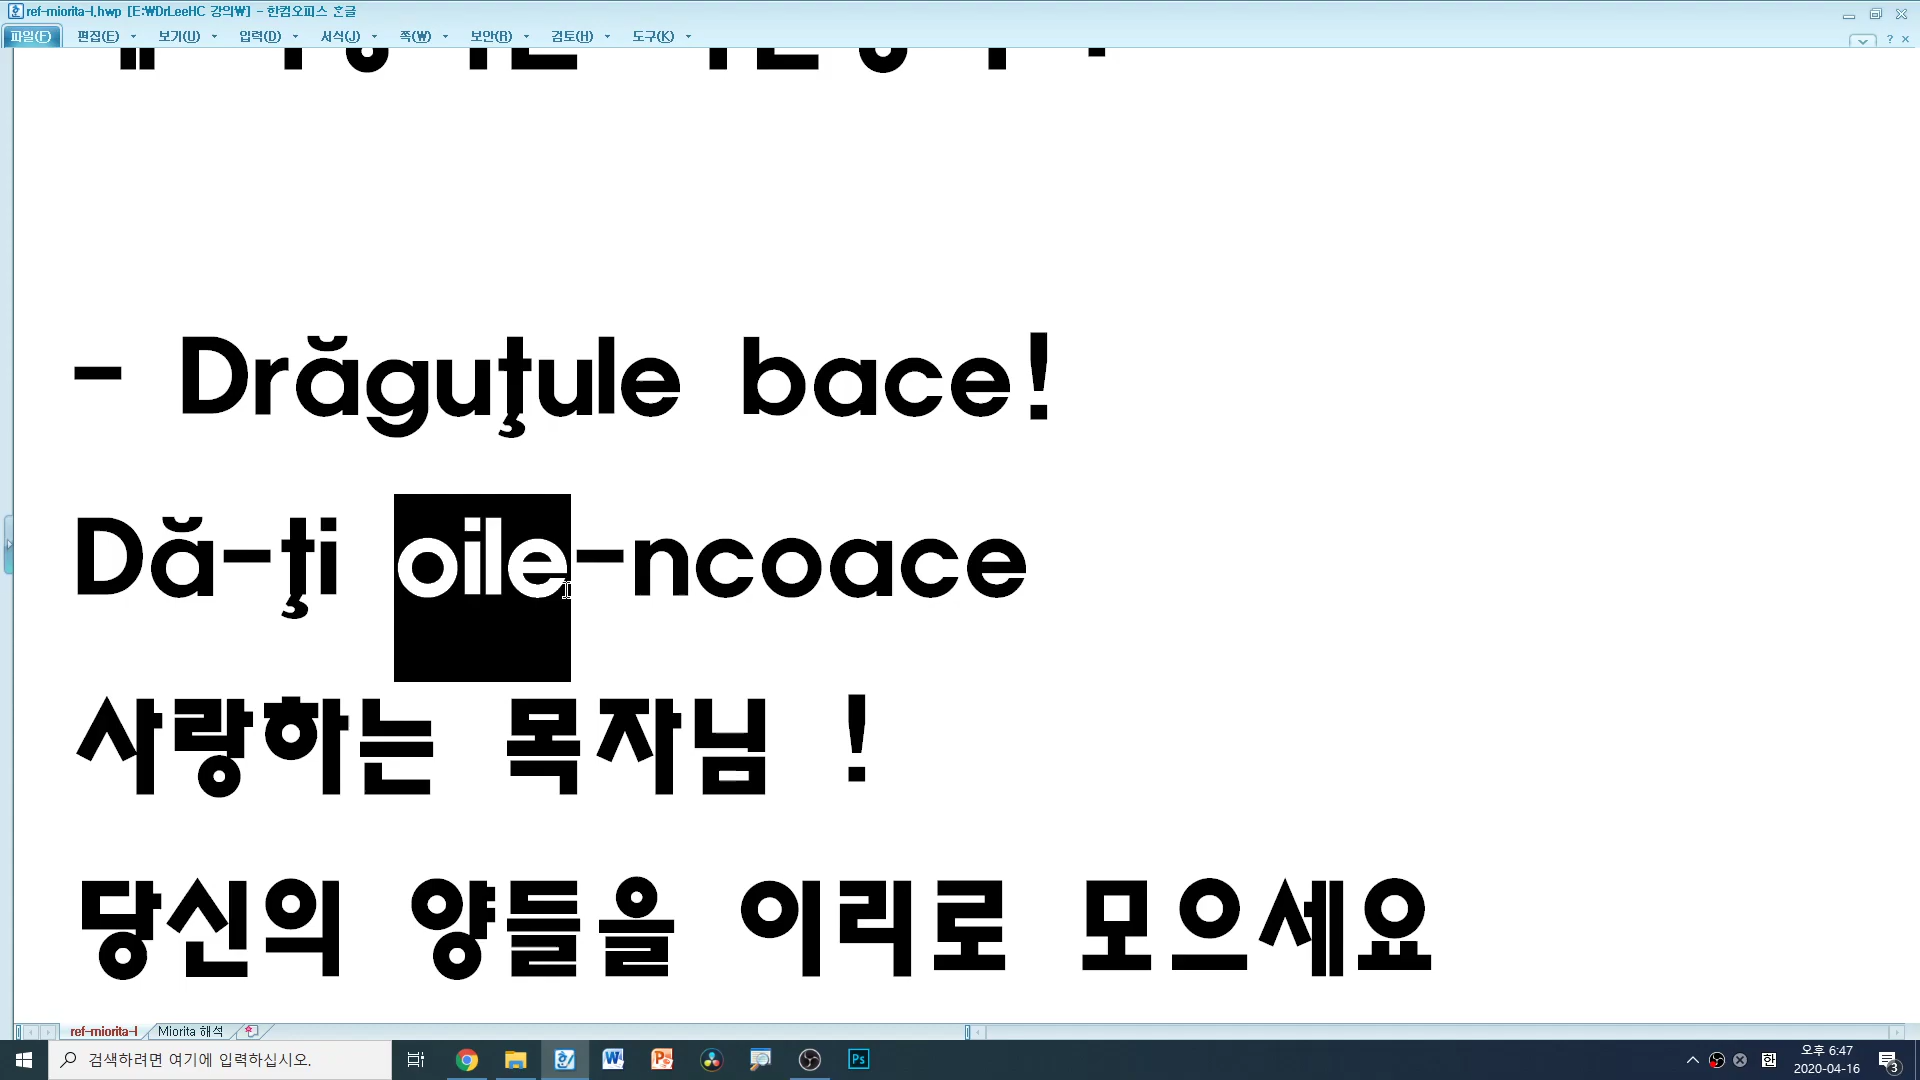 ref-miorita-I.hwp [E:₩DrLeeHC 강의₩] - 한컴오피스 흔글
파일(F) 편집(E) 보기(U) 입력(D) 서식(J) 쪽(W) 보안(R) 검토(H) 도구(K)
- Drăguţule bace!
Dă-ţi oile-ncoace
사랑하는 목자님 !
당신의 양들을 이리로 모으세요
ref-miorita-I Miorita 해석
검색하려면 여기에 입력하십시오.
한
오후 6:47
2020-04-16
3